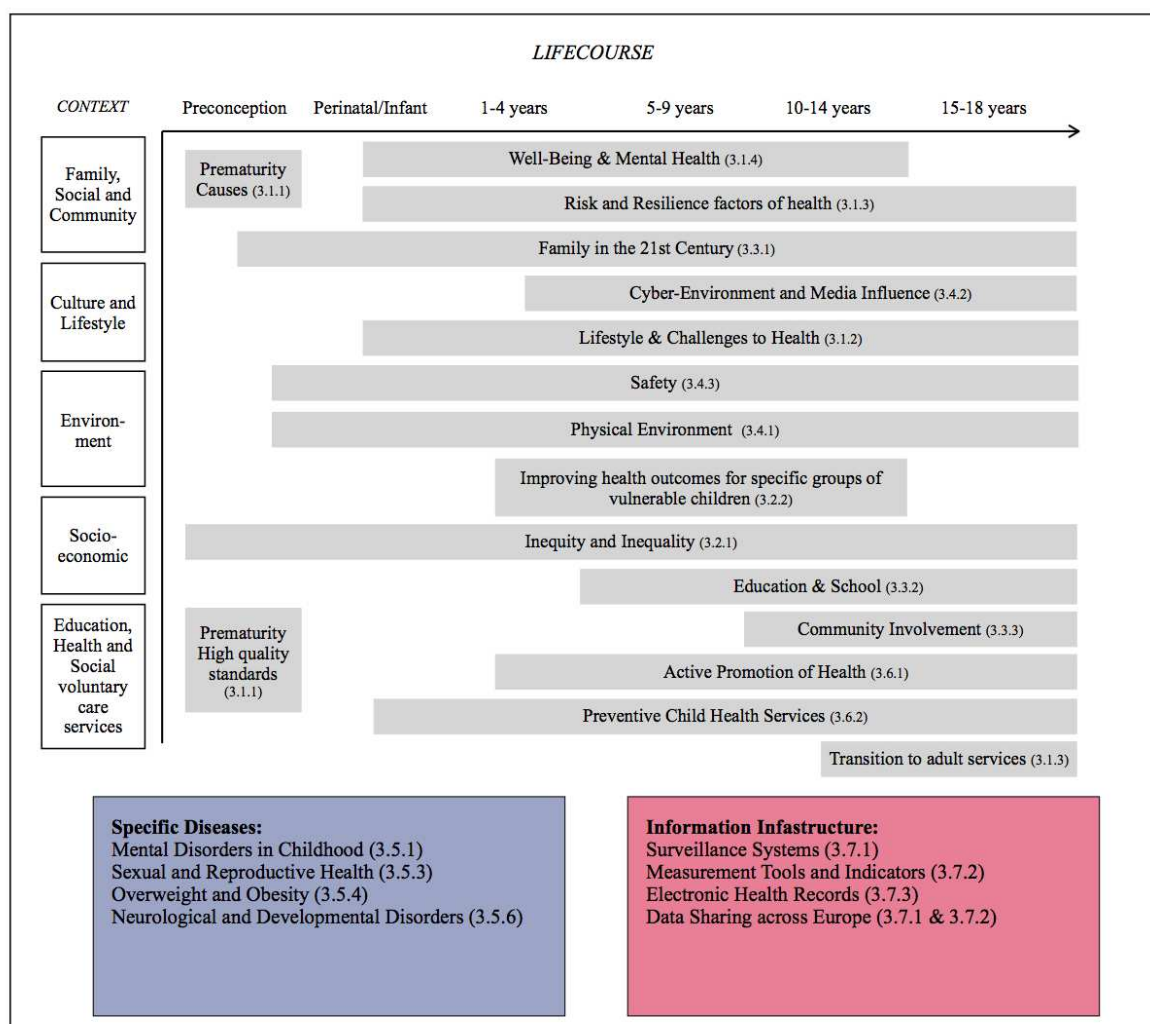 LIFECOURSE
CONTEXT
Preconception
Perinatal/Infant
1-4 years
5-9 years
10-14 years
15-18 years
Family,
Social and
Community
Prematurity
Causes (3.1.1)
Well-Being & Mental Health (3.1.4)
Risk and Resilience factors of health (3.1.3)
Family in the 21st Century (3.3.1)
Culture and
Lifestyle
Cyber-Environment and Media Influence (3.4.2)
Lifestyle & Challenges to Health (3.1.2)
Environ-
ment
Safety (3.4.3)
Physical Environment (3.4.1)
Improving health outcomes for specific groups of
vulnerable children (3.2.2)
Socio-
economic
Inequity and Inequality (3.2.1)
Education & School (3.3.2)
Education,
Health and
Social
voluntary
care
services
Prematurity
High quality
standards
(3.1.1)
Community Involvement (3.3.3)
Active Promotion of Health (3.6.1)
Preventive Child Health Services (3.6.2)
Transition to adult services (3.1.3)
Specific Diseases:
Mental Disorders in Childhood (3.5.1)
Sexual and Reproductive Health (3.5.3)
Overweight and Obesity (3.5.4)
Neurological and Developmental Disorders (3.5.6)
Information Infastructure:
Surveillance Systems (3.7.1)
Measurement Tools and Indicators (3.7.2)
Electronic Health Records (3.7.3)
Data Sharing across Europe (3.7.1 & 3.7.2)